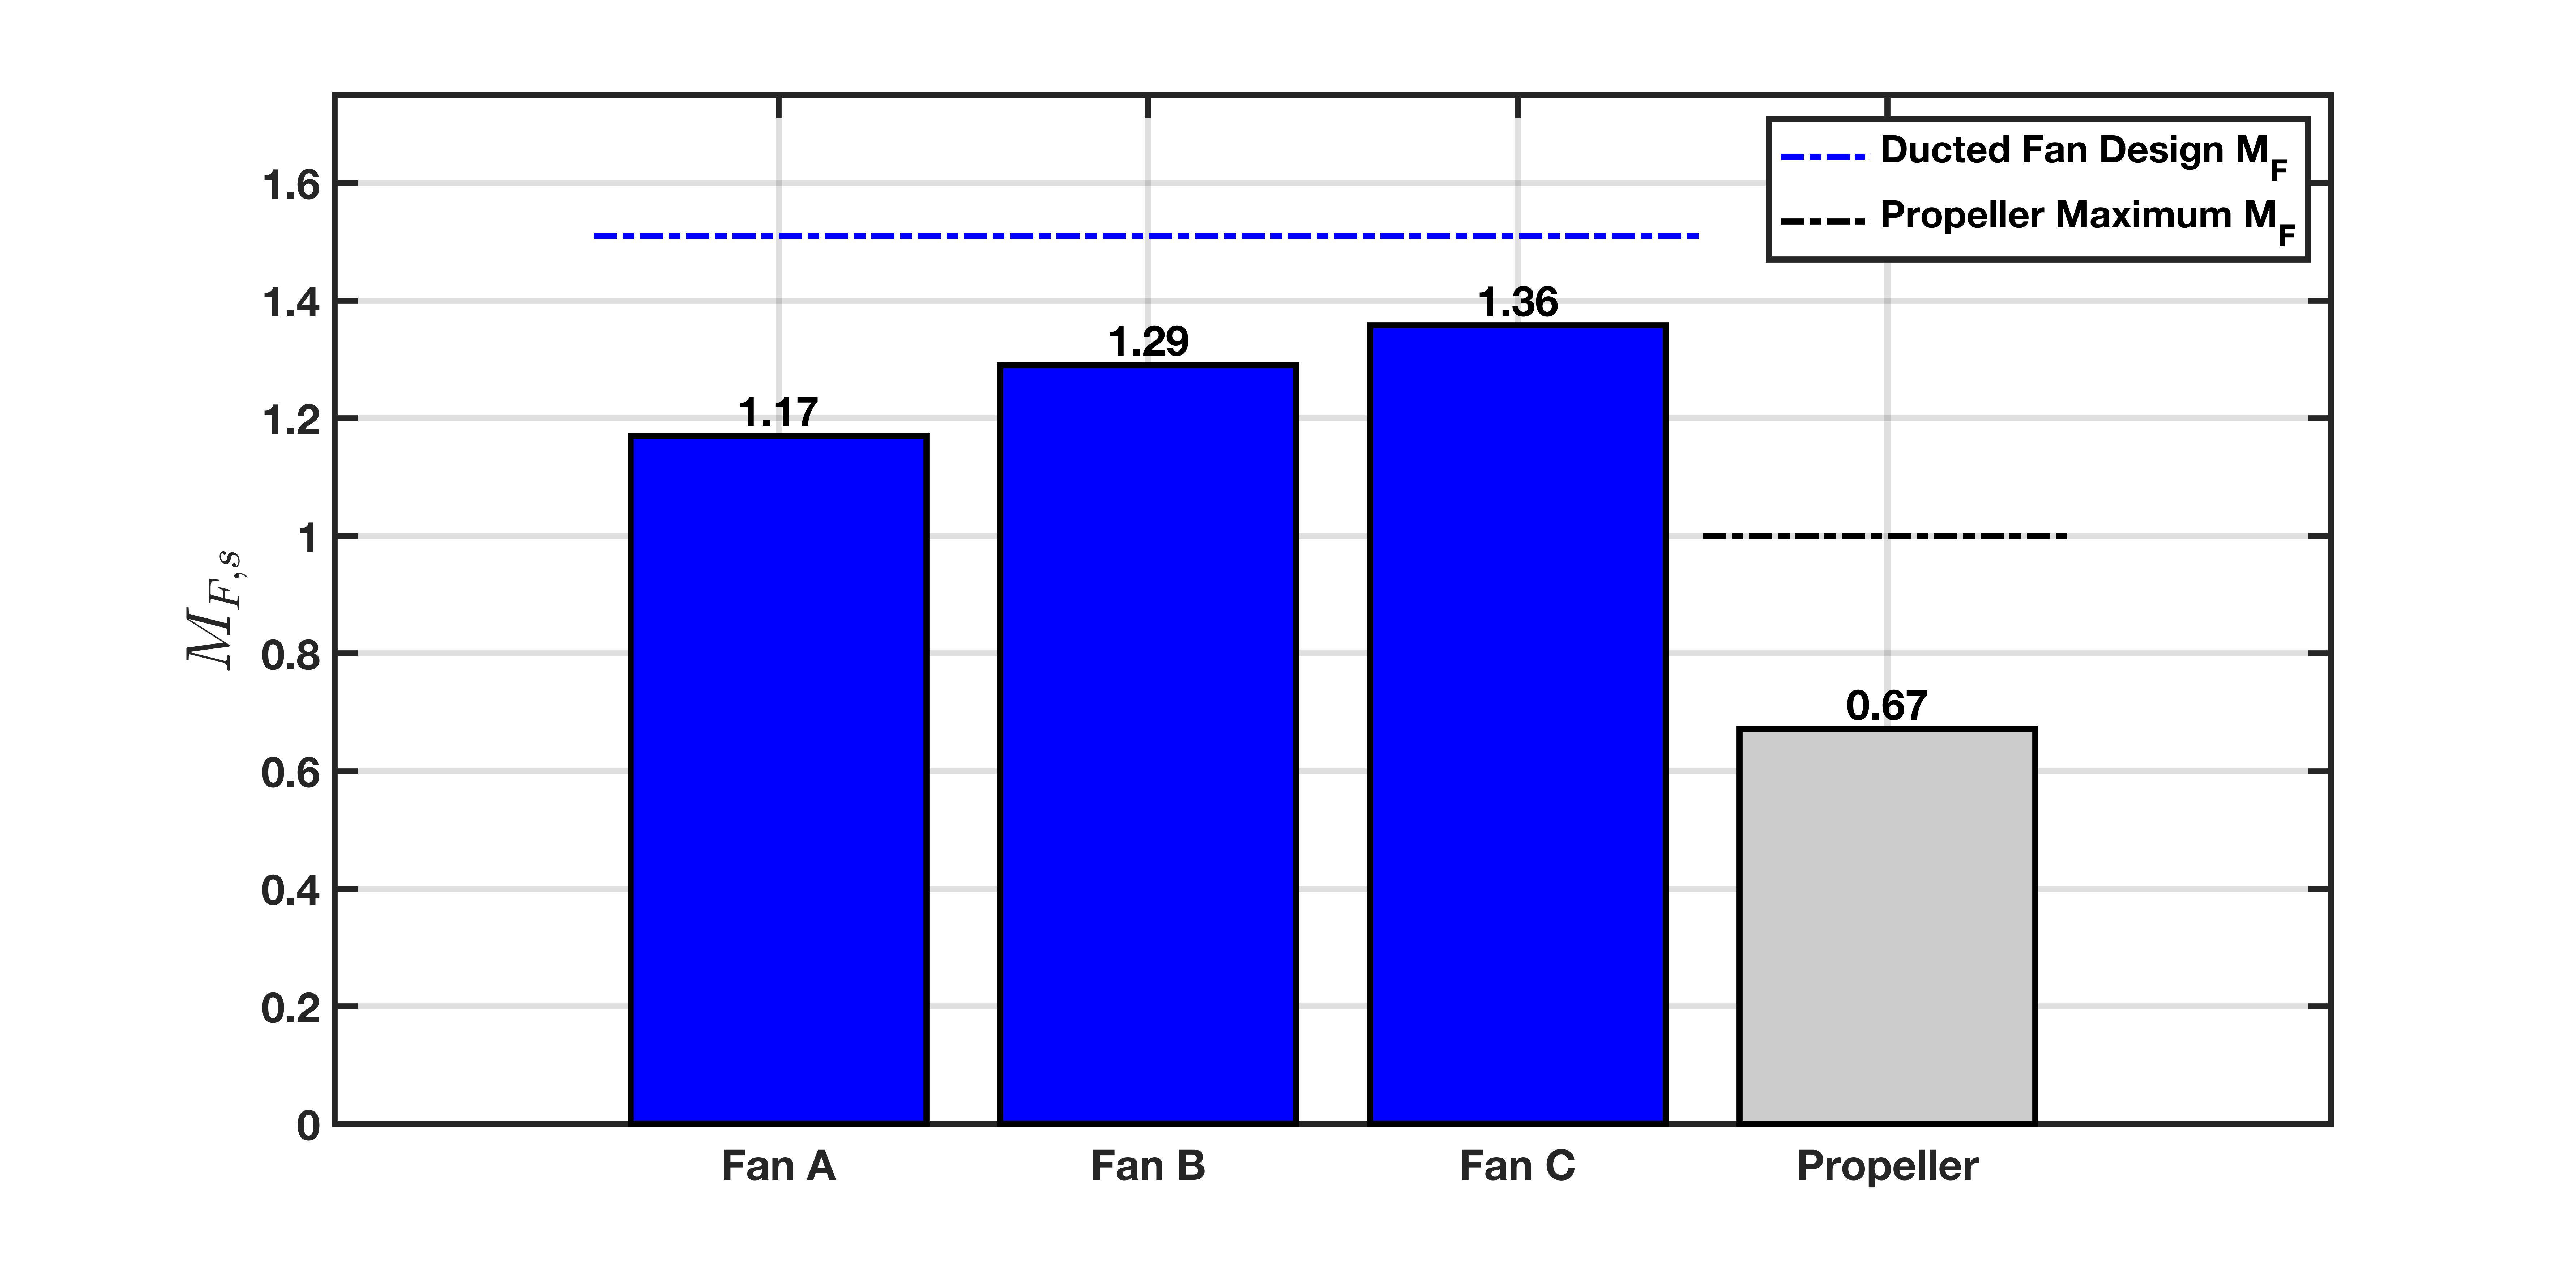 Ducted Fan Design M_F
Propeller Maximum M_F
M_{F,s}
1.6
1.4
1.2
1
0.8
0.6
0.4
0.2
0
1.17
1.29
1.36
0.67
Fan A
Fan B
Fan C
Propeller